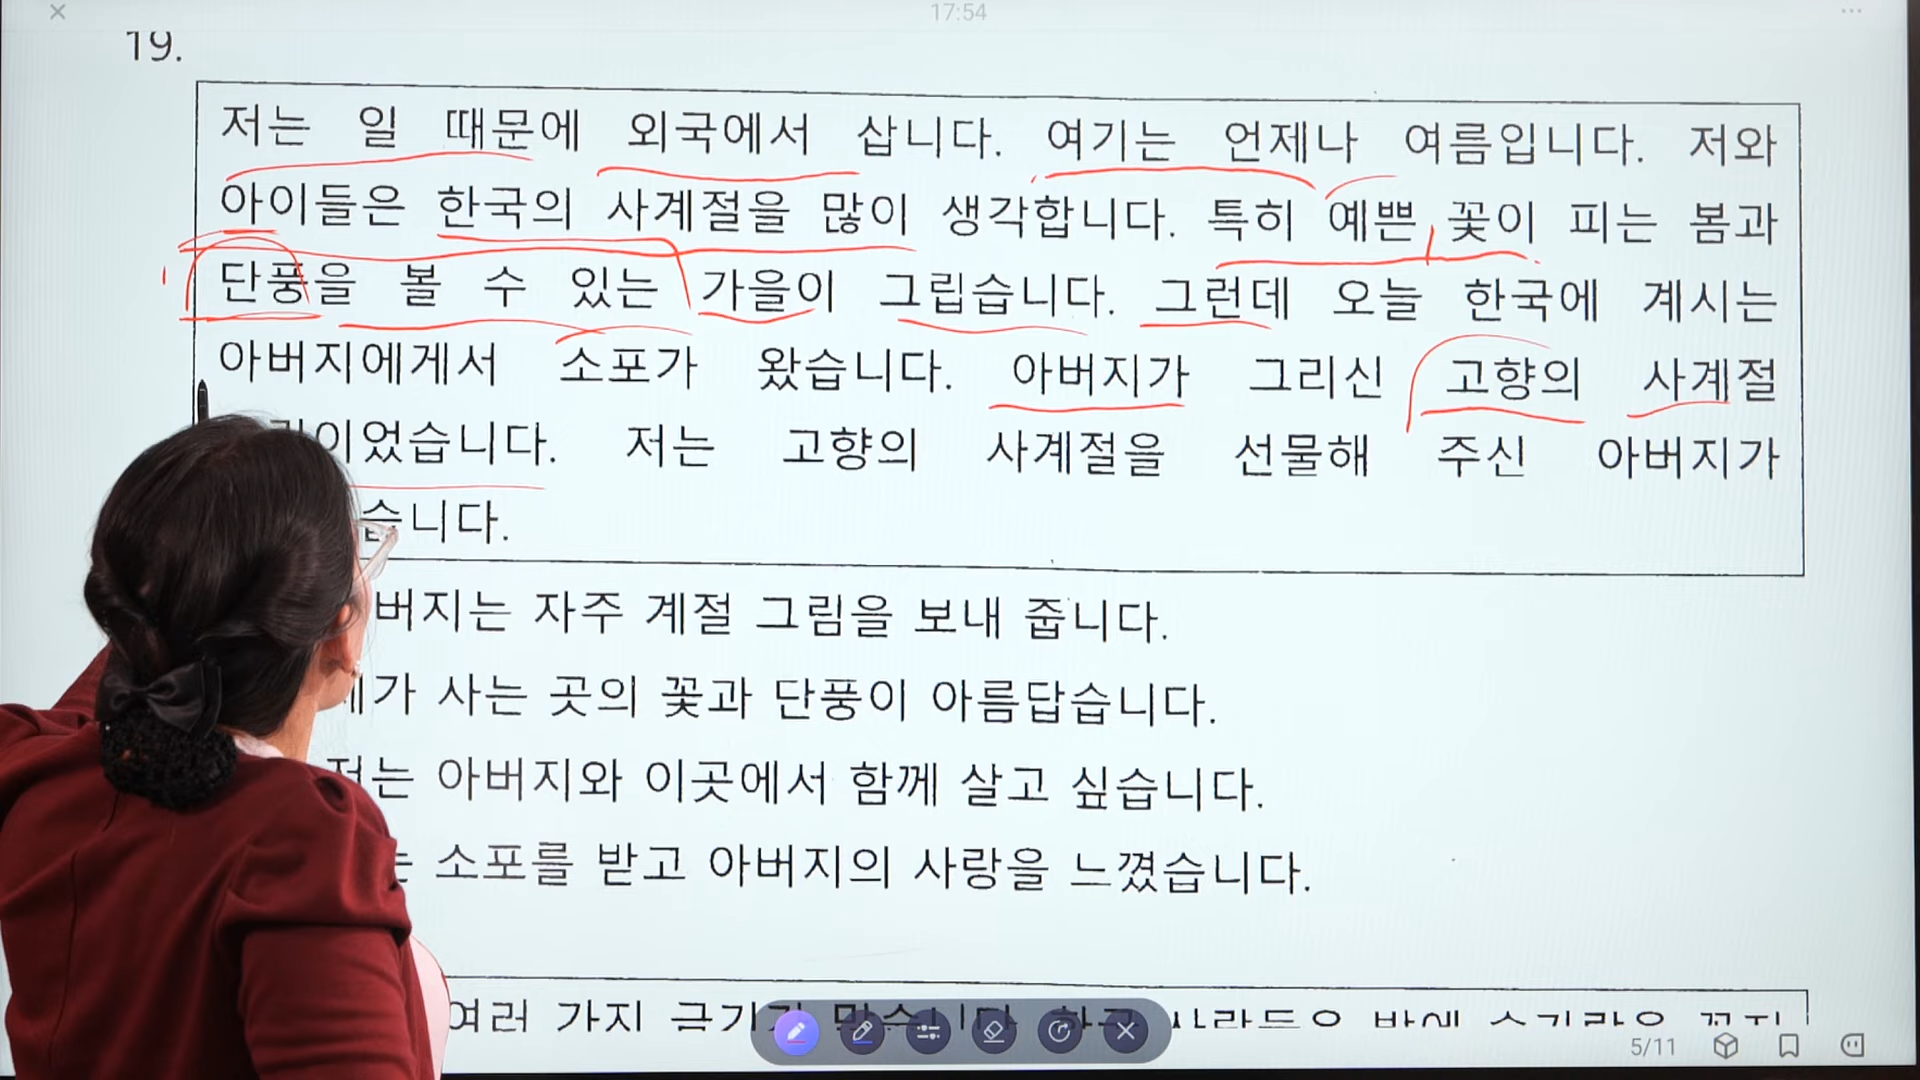 17:54
19.
저는 일 때문에 외국에서 삽니다. 여기는 언제나 여름입니다. 저와
아이들은 한국의 사계절을 많이 생각합니다. 특히 예쁜 꽃이 피는 봄과
단풍을 볼 수 있는 가을이 그립습니다. 그런데 오늘 한국에 계시는
아버지에게서 소포가 왔습니다. 아버지가 그리신 고향의 사계절
이었습니다. 저는 고향의 사계절을 선물해 주신 아버지가
습니다.
버지는 자주 계절 그림을 보내 줍니다.
가 사는 곳의 꽃과 단풍이 아름답습니다.
저는 아버지와 이곳에서 함께 살고 싶습니다.
는 소포를 받고 아버지의 사랑을 느꼈습니다.
여러 가지 금기가 많습니다
5/11